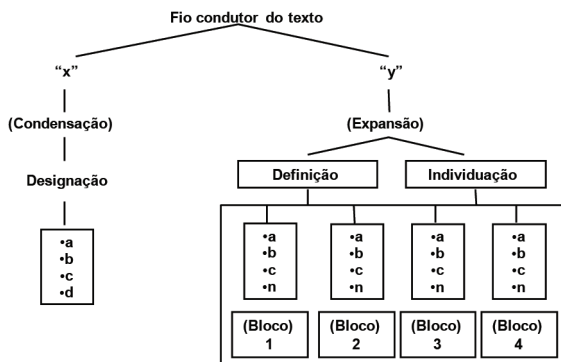 Fio condutor do texto
“x”
“y”
(Condensação)
(Expansão)
Designação
Definição
Individuação
•a
•b
•c
•d
•a
•b
•c
•n
•a
•b
•c
•n
•a
•b
•c
•n
•a
•b
•c
•n
(Bloco)
1
(Bloco)
2
(Bloco)
3
(Bloco)
4